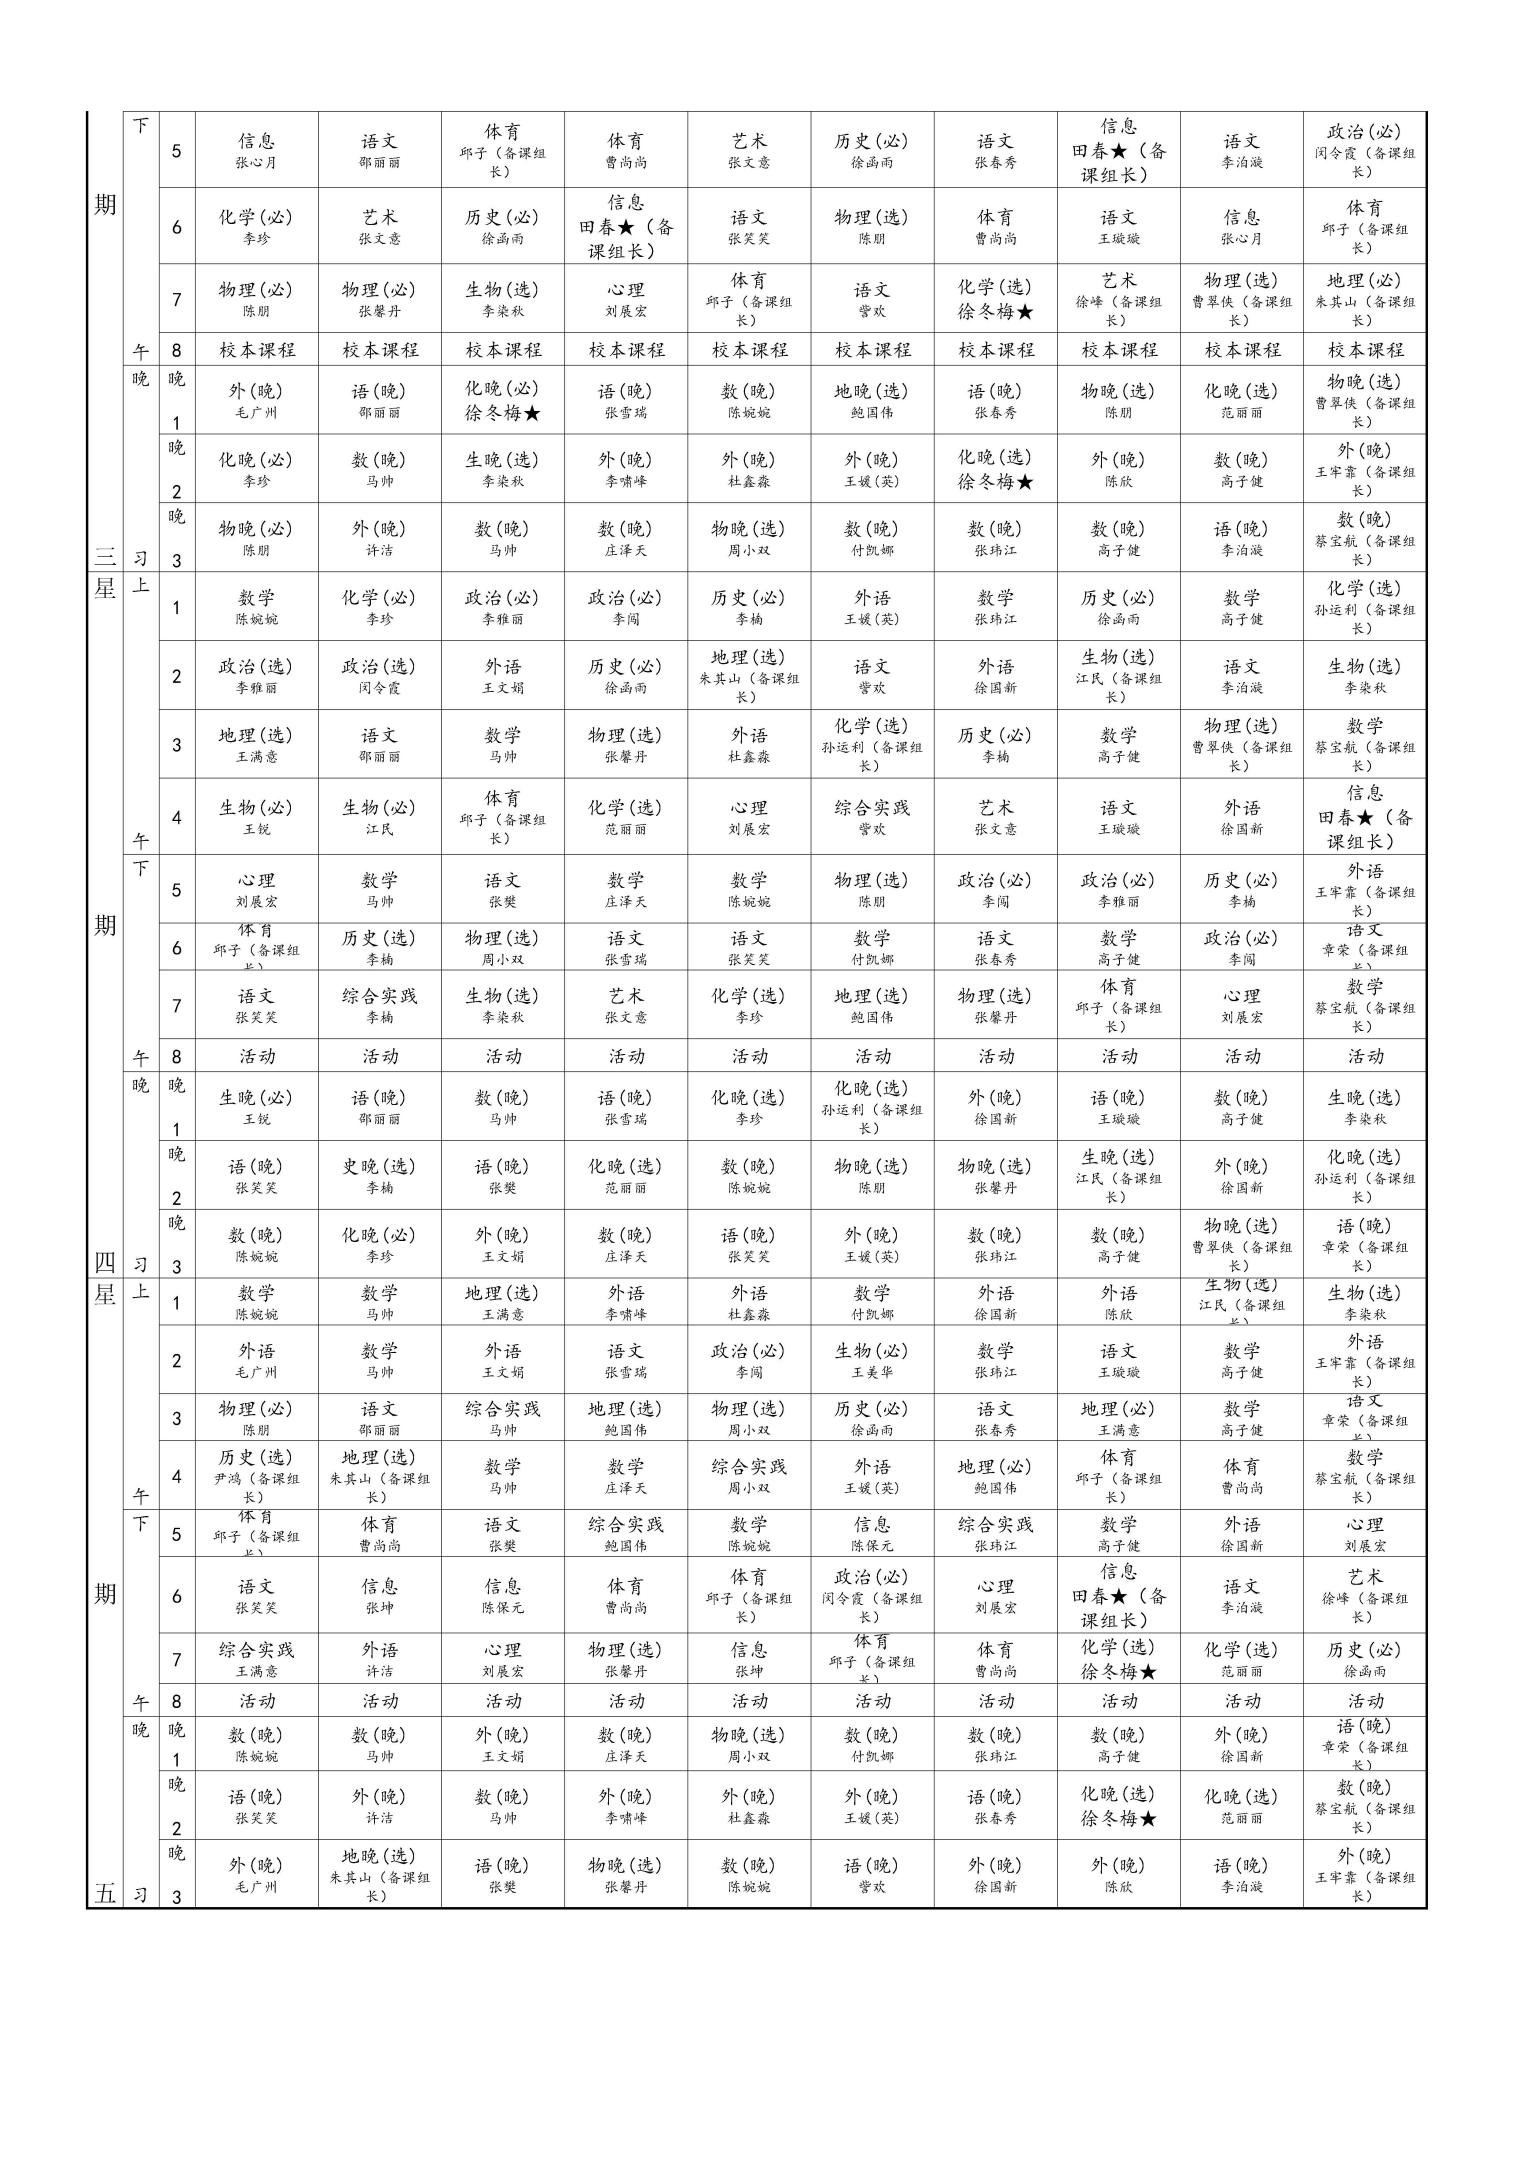 下
5 信息 语文 体育 体育 艺术 历史(必) 语文 信息 语文 政治(必)
张心月 邵丽丽 邱子（备课组长） 曹尚尚 张文意 徐函雨 张春秀 田春★（备课组长） 李泊漩 闵令霞（备课组长）
期
6 化学(必) 艺术 历史(必) 信息 语文 物理(选) 体育 语文 信息 体育
李珍 张文意 徐函雨 田春★（备课组长） 张笑笑 陈朋 曹尚尚 王璇璇 张心月 邱子（备课组长）
7 物理(必) 物理(必) 生物(选) 心理 体育 语文 化学(选) 艺术 物理(选) 地理(必)
陈朋 张馨丹 李染秋 刘展宏 邱子（备课组长） 訾欢 徐冬梅★ 徐峰（备课组长） 曹翠侠（备课组长） 朱其山（备课组长）
午 8 校本课程 校本课程 校本课程 校本课程 校本课程 校本课程 校本课程 校本课程 校本课程 校本课程
晚 晚1 外(晚) 语(晚) 化晚(必) 语(晚) 数(晚) 地晚(选) 语(晚) 物晚(选) 化晚(选) 物晚(选)
毛广州 邵丽丽 徐冬梅★ 张雪瑞 陈婉婉 鲍国伟 张春秀 陈朋 范丽丽 曹翠侠（备课组长）
晚2 化晚(必) 数(晚) 生晚(选) 外(晚) 外(晚) 外(晚) 化晚(选) 外(晚) 数(晚) 外(晚)
李珍 马帅 李染秋 李啸峰 杜鑫淼 王媛(英) 徐冬梅★ 陈欣 高子健 王牢靠（备课组长）
三 习 晚3 物晚(必) 外(晚) 数(晚) 数(晚) 物晚(选) 数(晚) 数(晚) 数(晚) 语(晚) 数(晚)
陈朋 许洁 马帅 庄泽天 周小双 付凯娜 张玮江 高子健 李泊漩 蔡宝航（备课组长）
星 上
1 数学 化学(必) 政治(必) 政治(必) 历史(必) 外语 数学 历史(必) 数学 化学(选)
陈婉婉 李珍 李雅丽 李闯 李楠 王媛(英) 张玮江 徐函雨 高子健 孙运利（备课组长）
2 政治(选) 政治(选) 外语 历史(必) 地理(选) 语文 外语 生物(选) 语文 生物(选)
李雅丽 闵令霞 王文娟 徐函雨 朱其山（备课组长） 訾欢 徐国新 江民（备课组长） 李泊漩 李染秋
3 地理(选) 语文 数学 物理(选) 外语 化学(选) 历史(必) 数学 物理(选) 数学
王满意 邵丽丽 马帅 张馨丹 杜鑫淼 孙运利（备课组长） 李楠 高子健 曹翠侠（备课组长） 蔡宝航（备课组长）
午 4 生物(必) 生物(必) 体育 化学(选) 心理 综合实践 艺术 语文 外语 信息
王锐 江民 邱子（备课组长） 范丽丽 刘展宏 訾欢 张文意 王璇璇 徐国新 田春★（备课组长）
下
期
5 心理 数学 语文 数学 数学 物理(选) 政治(必) 政治(必) 历史(必) 外语
刘展宏 马帅 张樊 庄泽天 陈婉婉 陈朋 李闯 李雅丽 李楠 王牢靠（备课组长）
6 体育 历史(选) 物理(选) 语文 语文 数学 语文 数学 政治(必) 语文
邱子（备课组长） 李楠 周小双 张雪瑞 张笑笑 付凯娜 张春秀 高子健 李闯 章荣（备课组长）
7 语文 综合实践 生物(选) 艺术 化学(选) 地理(选) 物理(选) 体育 心理 数学
张笑笑 李楠 李染秋 张文意 李珍 鲍国伟 张馨丹 邱子（备课组长） 刘展宏 蔡宝航（备课组长）
午 8 活动 活动 活动 活动 活动 活动 活动 活动 活动 活动
晚 晚1 生晚(必) 语(晚) 数(晚) 语(晚) 化晚(选) 化晚(选) 外(晚) 语(晚) 数(晚) 生晚(选)
王锐 邵丽丽 马帅 张雪瑞 李珍 孙运利（备课组长） 徐国新 王璇璇 高子健 李染秋
晚2 语(晚) 史晚(选) 语(晚) 化晚(选) 数(晚) 物晚(选) 物晚(选) 生晚(选) 外(晚) 化晚(选)
张笑笑 李楠 张樊 范丽丽 陈婉婉 陈朋 张馨丹 江民（备课组长） 徐国新 孙运利（备课组长）
四 习 晚3 数(晚) 化晚(必) 外(晚) 数(晚) 语(晚) 外(晚) 数(晚) 数(晚) 物晚(选) 语(晚)
陈婉婉 李珍 王文娟 庄泽天 张笑笑 王媛(英) 张玮江 高子健 曹翠侠（备课组长） 章荣（备课组长）
星 上
1 数学 数学 地理(选) 外语 外语 数学 外语 外语 生物(选) 生物(选)
陈婉婉 马帅 王满意 李啸峰 杜鑫淼 付凯娜 徐国新 陈欣 江民（备课组长） 李染秋
2 外语 数学 外语 语文 政治(必) 生物(必) 数学 语文 数学 外语
毛广州 马帅 王文娟 张雪瑞 李闯 王美华 张玮江 王璇璇 高子健 王牢靠（备课组长）
3 物理(必) 语文 综合实践 地理(选) 物理(选) 历史(必) 语文 地理(必) 数学 语文
陈朋 邵丽丽 马帅 鲍国伟 周小双 徐函雨 张春秀 王满意 高子健 章荣（备课组长）
午 4 历史(选) 地理(选) 数学 数学 综合实践 外语 地理(必) 体育 体育 数学
尹鸿（备课组长） 朱其山（备课组长） 马帅 庄泽天 周小双 王媛(英) 鲍国伟 邱子（备课组长） 曹尚尚 蔡宝航（备课组长）
下
5 体育 体育 语文 综合实践 数学 信息 综合实践 数学 外语 心理
邱子（备课组长） 曹尚尚 张樊 鲍国伟 陈婉婉 陈保元 张玮江 高子健 徐国新 刘展宏
期
6 语文 信息 信息 体育 体育 政治(必) 心理 信息 语文 艺术
张笑笑 张坤 陈保元 曹尚尚 邱子（备课组长） 闵令霞（备课组长） 刘展宏 田春★（备课组长） 李泊漩 徐峰（备课组长）
7 综合实践 外语 心理 物理(选) 信息 体育 体育 化学(选) 化学(选) 历史(必)
王满意 许洁 刘展宏 张馨丹 张坤 邱子（备课组长） 曹尚尚 徐冬梅★ 范丽丽 徐函雨
午 8 活动 活动 活动 活动 活动 活动 活动 活动 活动 活动
晚 晚1 数(晚) 数(晚) 外(晚) 数(晚) 物晚(选) 数(晚) 数(晚) 数(晚) 外(晚) 语(晚)
陈婉婉 马帅 王文娟 庄泽天 周小双 付凯娜 张玮江 高子健 徐国新 章荣（备课组长）
晚2 语(晚) 外(晚) 数(晚) 外(晚) 外(晚) 外(晚) 语(晚) 化晚(选) 化晚(选) 数(晚)
张笑笑 许洁 马帅 李啸峰 杜鑫淼 王媛(英) 张春秀 徐冬梅★ 范丽丽 蔡宝航（备课组长）
五 习 晚3 外(晚) 地晚(选) 语(晚) 物晚(选) 数(晚) 语(晚) 外(晚) 外(晚) 语(晚) 外(晚)
毛广州 朱其山（备课组长） 张樊 张馨丹 陈婉婉 訾欢 徐国新 陈欣 李泊漩 王牢靠（备课组长）